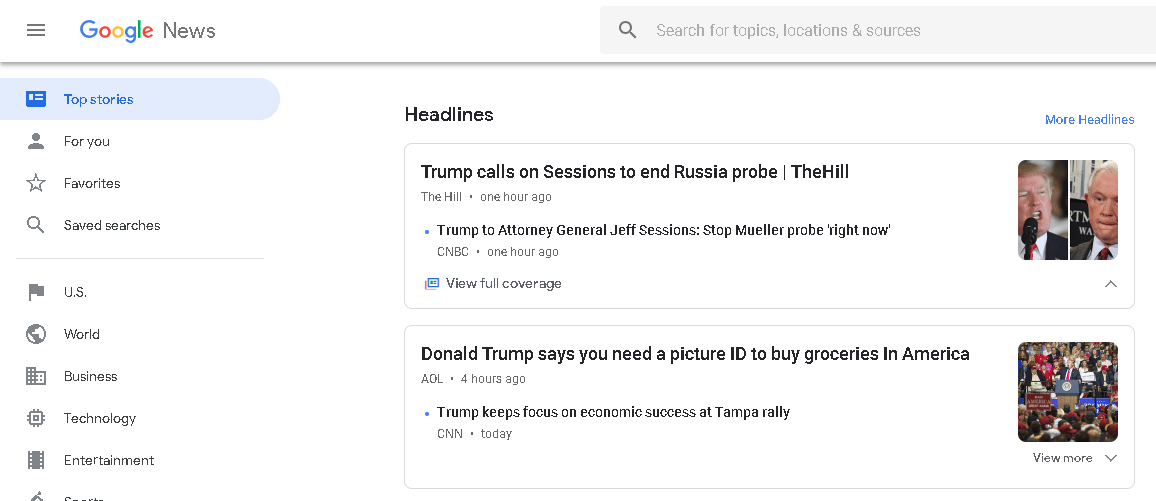 Google News
Search for topics, locations & sources
Top stories
For you
Favorites
Saved searches
U.S.
World
Business
Technology
Entertainment
Sports
Headlines
More Headlines
Trump calls on Sessions to end Russia probe | TheHill
The Hill • one hour ago
Trump to Attorney General Jeff Sessions: Stop Mueller probe 'right now'
CNBC • one hour ago
View full coverage
Donald Trump says you need a picture ID to buy groceries In America
AOL • 4 hours ago
Trump keeps focus on economic success at Tampa rally
CNN • today
View more